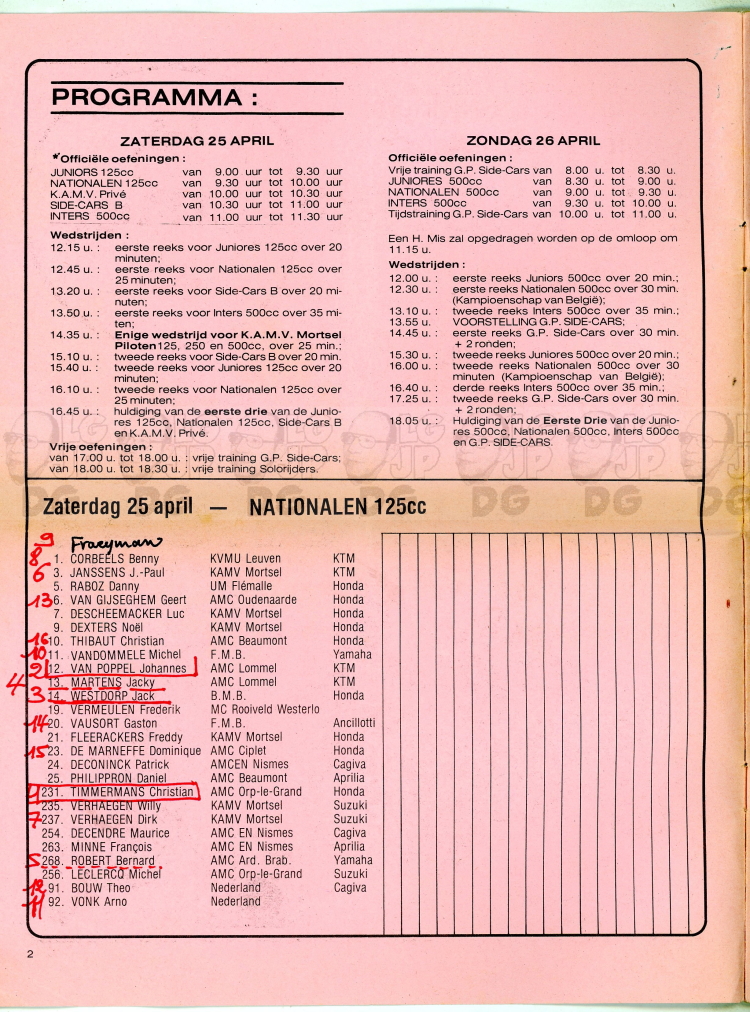 PROGRAMMA :
ZATERDAG 25 APRIL
*Officiële oefeningen :
JUNIORS 125cc van 9.00 uur tot 9.30 uur
NATIONALEN 125cc van 9.30 uur tot 10.00 uur
K.A.M.V. Privé van 10.00 uur tot 10.30 uur
SIDE-CARS B van 10.30 uur tot 11.00 uur
INTERS 500cc van 11.00 uur tot 11.30 uur
Wedstrijden :
12.15 u. : eerste reeks voor Juniores 125cc over 20
minuten;
12.45 u. : eerste reeks voor Nationalen 125cc over
25 minuten;
13.20 u. : eerste reeks voor Side-Cars B over 20 mi-
nuten;
13.50 u. : eerste reeks voor Inters 500cc over 35 mi-
ten;
14.35 u. : Enige wedstrijd voor K.A.M.V. Mortsel
Piloten 125, 250 en 500cc, over 25 min.;
15.10 u. : tweede reeks voor Side-Cars B over 20 min.
15.40 u. : tweede reeks voor Juniores 125cc over 20
minuten;
16.10 u. : tweede reeks voor Nationalen 125cc over
25 minuten;
16.45 u. : huldiging van de eerste drie van de Junio-
res 125cc, Nationalen 125cc, Side-Cars B
en K.A.M.V. Privé.
Vrije oefeningen :
van 17.00 u. tot 18.00 u. : vrije training G.P. Side-Cars;
van 18.00 u. tot 18.30 u. : vrije training Solorijders.
ZONDAG 26 APRIL
Officiële oefeningen :
Vrije training G.P. Side-Cars van 8.00 u. tot 8.30 u.
JUNIORES 500cc van 8.30 u. tot 9.00 u.
NATIONALEN 500cc van 9.00 u. tot 9.30 u.
INTERS 500cc van 9.30 u. tot 10.00 u.
Tijdstraining G.P. Side-Cars van 10.00 u. tot 11.00 u.
Een H. Mis zal opgedragen worden op de omloop om
11.15 u.
Wedstrijden :
12.00 u. : eerste reeks Juniors 500cc over 20 min.;
12.30 u. : eerste reeks Nationalen 500cc over 30 min.
(Kampioenschap van België);
13.10 u. : tweede reeks Inters 500cc over 35 min.;
13.55 u. VOORSTELLING G.P. SIDE-CARS;
14.45 u. : eerste reeks G.P. Side-Cars over 30 min.
+ 2 ronden;
15.30 u. : tweede reeks Juniores 500cc over 20 min.;
16.00 u. : tweede reeks Nationalen 500cc over 30
minuten (Kampioenschap van België);
16.40 u. : derde reeks Inters 500cc over 35 min.;
17.25 u. : tweede reeks G.P. Side-Cars over 30 min.
+ 2 ronden;
18.05 u. : Huldiging van de Eerste Drie van de Junio-
res 500cc, Nationalen 500cc, Inters 500cc
en G.P. SIDE-CARS.
Zaterdag 25 april — NATIONALEN 125cc
9 Fraeyman
8 1. CORBEELS Benny KVMU Leuven KTM
6 3. JANSSENS J.-Paul KAMV Mortsel KTM
5. RABOZ Danny UM Flémalle Honda
13 6. VAN GIJSEGHEM Geert AMC Oudenaarde Honda
7. DESCHEEMACKER Luc KAMV Mortsel Honda
9. DEXTERS Noël KAMV Mortsel Honda
16 10. THIBAUT Christian AMC Beaumont Honda
10 11. VANDOMMELE Michel F.M.B. Yamaha
2 12. VAN POPPEL Johannes AMC Lommel KTM
4 13. MARTENS Jacky AMC Lommel KTM
3 14. WESTDORP Jack B.M.B. Honda
19. VERMEULEN Frederik MC Rooiveld Westerlo
14 20. VAUSORT Gaston F.M.B. Ancillotti
21. FLEERACKERS Freddy KAMV Mortsel Honda
15 23. DE MARNEFFE Dominique AMC Ciplet Honda
24. DECONINCK Patrick AMCEN Nismes Cagiva
25. PHILIPPRON Daniel AMC Beaumont Aprilia
231. TIMMERMANS Christian AMC Orp-le-Grand Honda
235. VERHAEGEN Willy KAMV Mortsel Suzuki
7 237. VERHAEGEN Dirk KAMV Mortsel Suzuki
254. DECENDRE Maurice AMC EN Nismes Cagiva
263. MINNE François AMC EN Nismes Aprilia
5 268. ROBERT Bernard AMC Ard. Brab. Yamaha
256. LECLERCQ Michel AMC Orp-le-Grand Suzuki
12 91. BOUW Theo Nederland Cagiva
11 92. VONK Arno Nederland
2